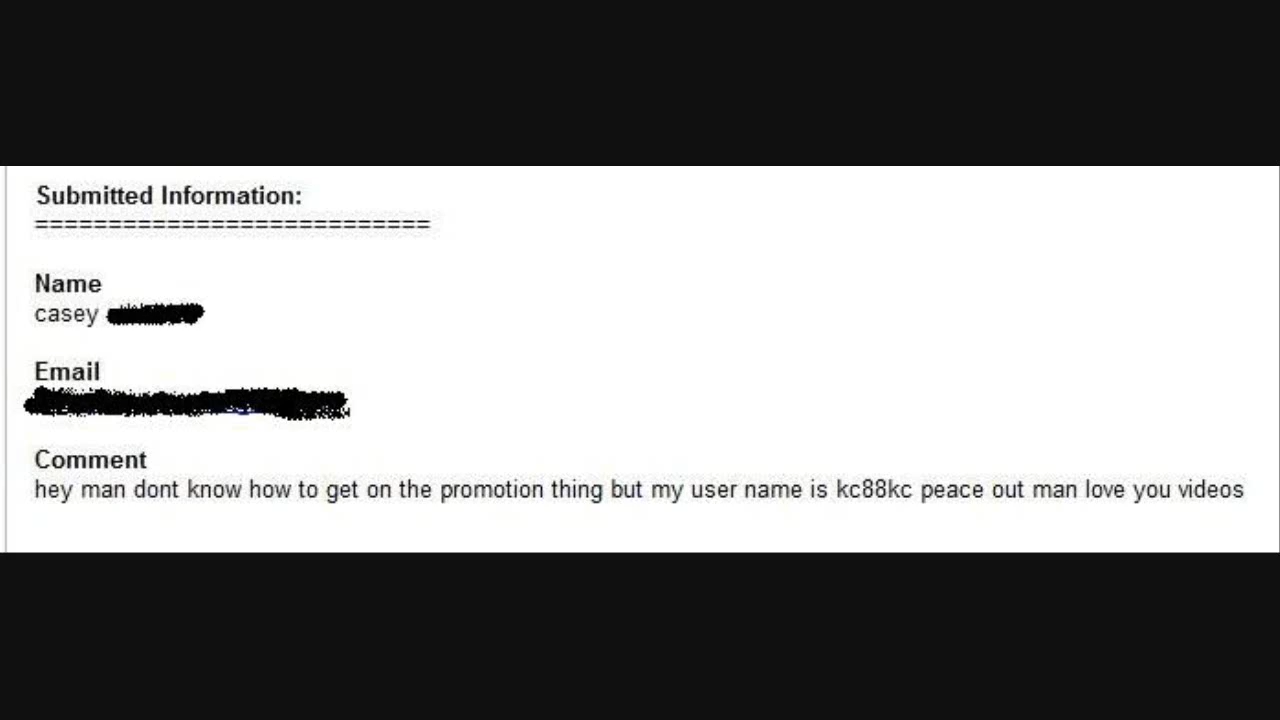 Submitted Information:
===========================
Name
casey
Email
Comment
hey man dont know how to get on the promotion thing but my user name is kc88kc peace out man love you videos